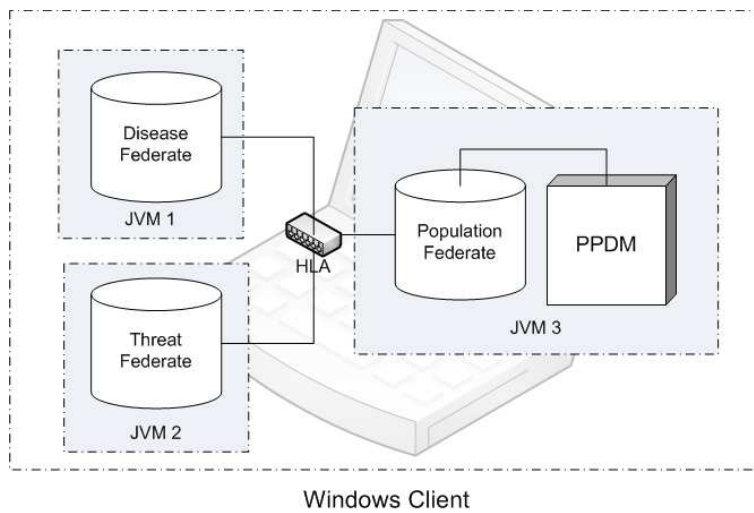 Disease
Federate
JVM 1
HLA
Population
Federate
PPDM
JVM 3
Threat
Federate
JVM 2
Windows Client